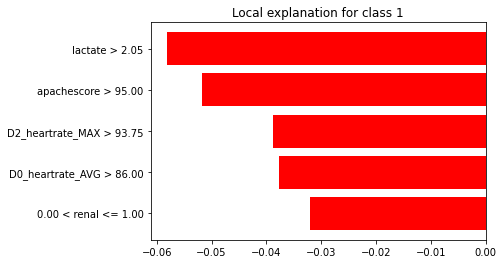 Local explanation for class 1
lactate > 2.05
apachescore > 95.00
D2_heartrate_MAX > 93.75
D0_heartrate_AVG > 86.00
0.00 < renal <= 1.00
−0.06 −0.05 −0.04 −0.03 −0.02 −0.01 0.00